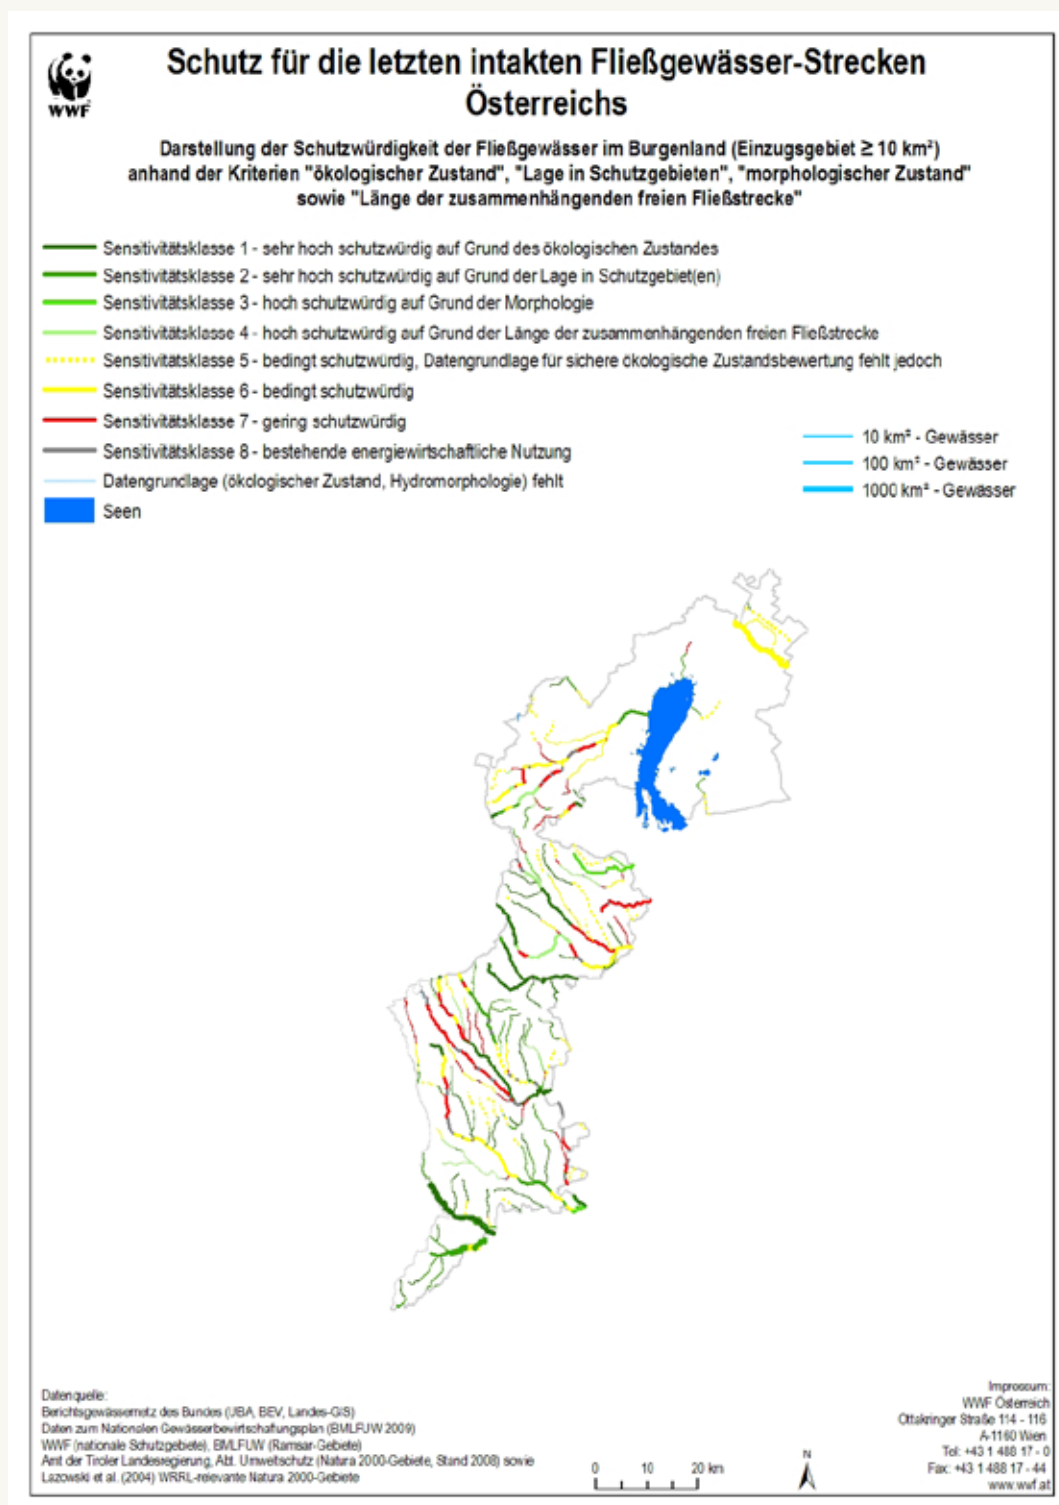 WWF
Schutz für die letzten intakten Fließgewässer-Strecken
Österreichs
Darstellung der Schutzwürdigkeit der Fließgewässer im Burgenland (Einzugsgebiet ≥ 10 km²)
anhand der Kriterien "ökologischer Zustand", "Lage in Schutzgebieten", "morphologischer Zustand"
sowie "Länge der zusammenhängenden freien Fließstrecke"
Sensitivitätsklasse 1 - sehr hoch schutzwürdig auf Grund des ökologischen Zustandes
Sensitivitätsklasse 2 - sehr hoch schutzwürdig auf Grund der Lage in Schutzgebiet(en)
Sensitivitätsklasse 3 - hoch schutzwürdig auf Grund der Morphologie
Sensitivitätsklasse 4 - hoch schutzwürdig auf Grund der Länge der zusammenhängenden freien Fließstrecke
Sensitivitätsklasse 5 - bedingt schutzwürdig, Datengrundlage für sichere ökologische Zustandsbewertung fehlt jedoch
Sensitivitätsklasse 6 - bedingt schutzwürdig
Sensitivitätsklasse 7 - gering schutzwürdig
Sensitivitätsklasse 8 - bestehende energiewirtschaftliche Nutzung
Datengrundlage (ökologischer Zustand, Hydromorphologie) fehlt
Seen
10 km² - Gewässer
100 km² - Gewässer
1000 km² - Gewässer
Datenquelle:
Berichtsgewässernetz des Bundes (UBA, BEV, Landes-GIS)
Daten zum Nationalen Gewässerbewirtschaftungsplan (BMLFUW 2009)
WWF (nationale Schutzgebiete), BMLFUW (Ramsar-Gebiete)
Amt der Tiroler Landesregierung, Abt. Umweltschutz (Natura 2000-Gebiete, Stand 2008) sowie
Lazowski et al. (2004) WRRL-relevante Natura 2000-Gebiete
0 10 20 km
N
Impressum:
WWF Österreich
Ottakringer Straße 114 - 116
A-1160 Wien
Tel: +43 1 488 17 - 0
Fax: +43 1 488 17 - 44
www.wwf.at